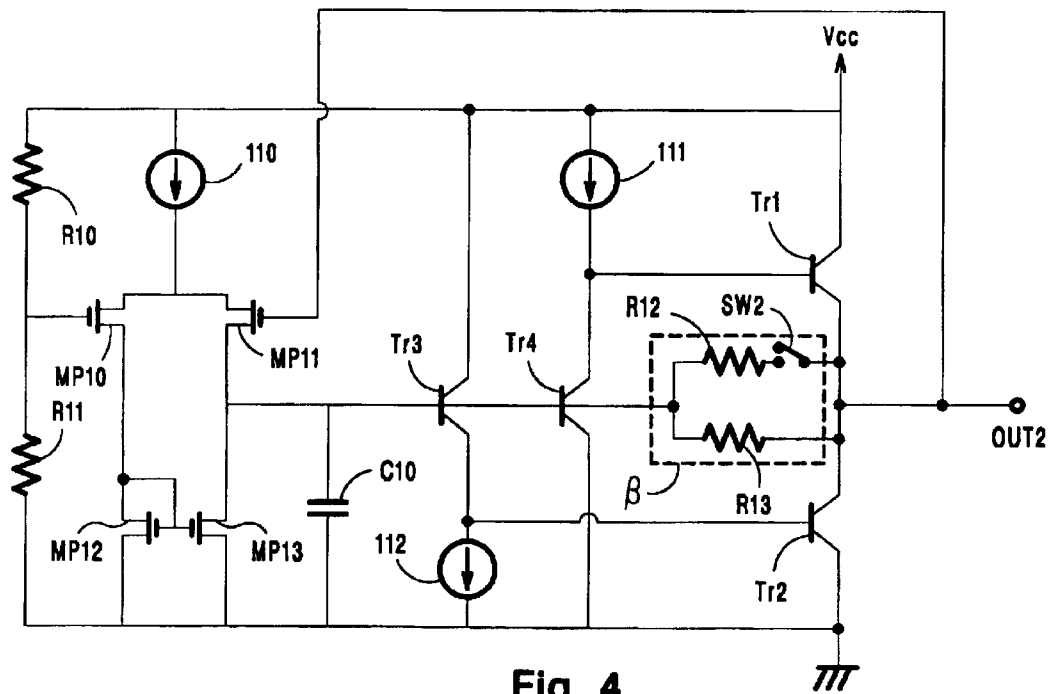 Vcc
110
111
R10
Tr1
R12
SW2
MP10
MP11
Tr3
Tr4
R11
OUT2
C10
β
R13
MP12
MP13
112
Tr2
Fig. 4